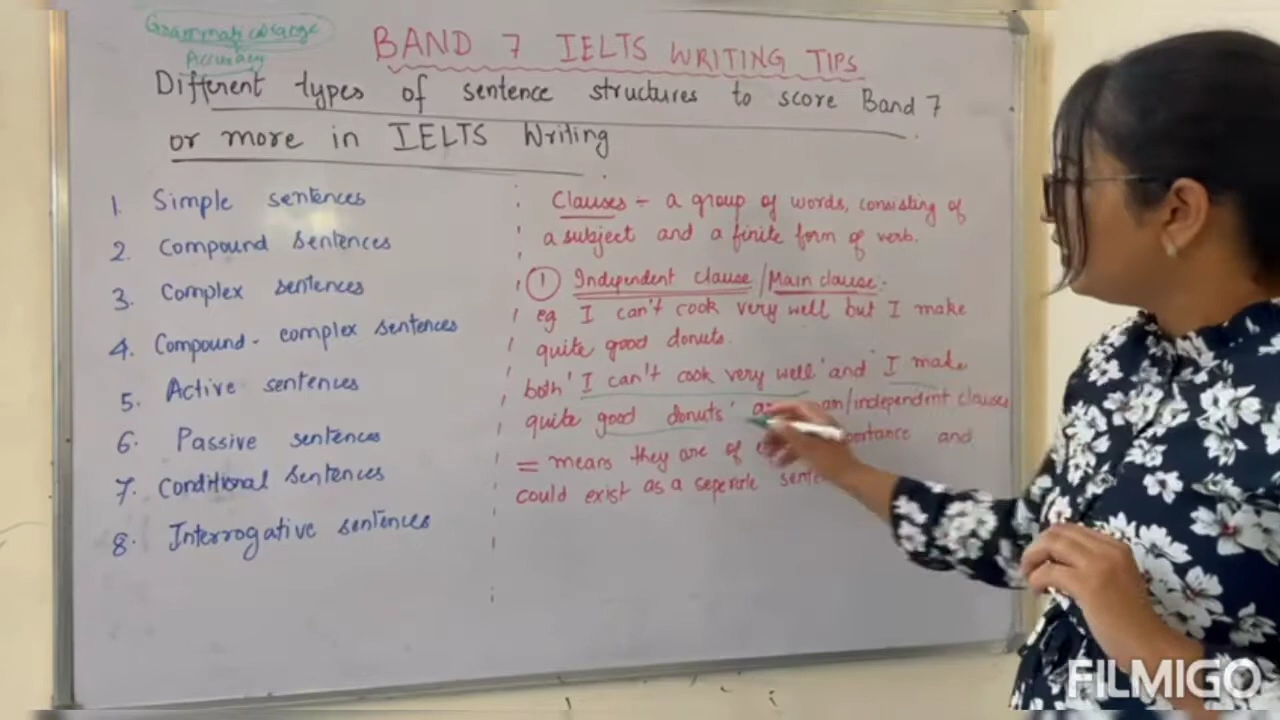 Grammatical Range
Accuracy
BAND 7 IELTS WRITING TIPS
Different types of sentence structures to score Band 7
or more in IELTS Writing
1. Simple sentences
2. Compound sentences
3. Complex sentences
4. Compound-complex sentences
5. Active sentences
6. Passive sentences
7. Conditional sentences
8. Interrogative sentences
Clauses - a group of words, consisting of
a subject and a finite form of verb.
① Independent clause / Main clause.
eg I can't cook very well but I make
quite good donuts.
both 'I can't cook very well' and 'I make
quite good donuts' /independent clauses
= means they are of and
could exist as a seperate
FILMIGO